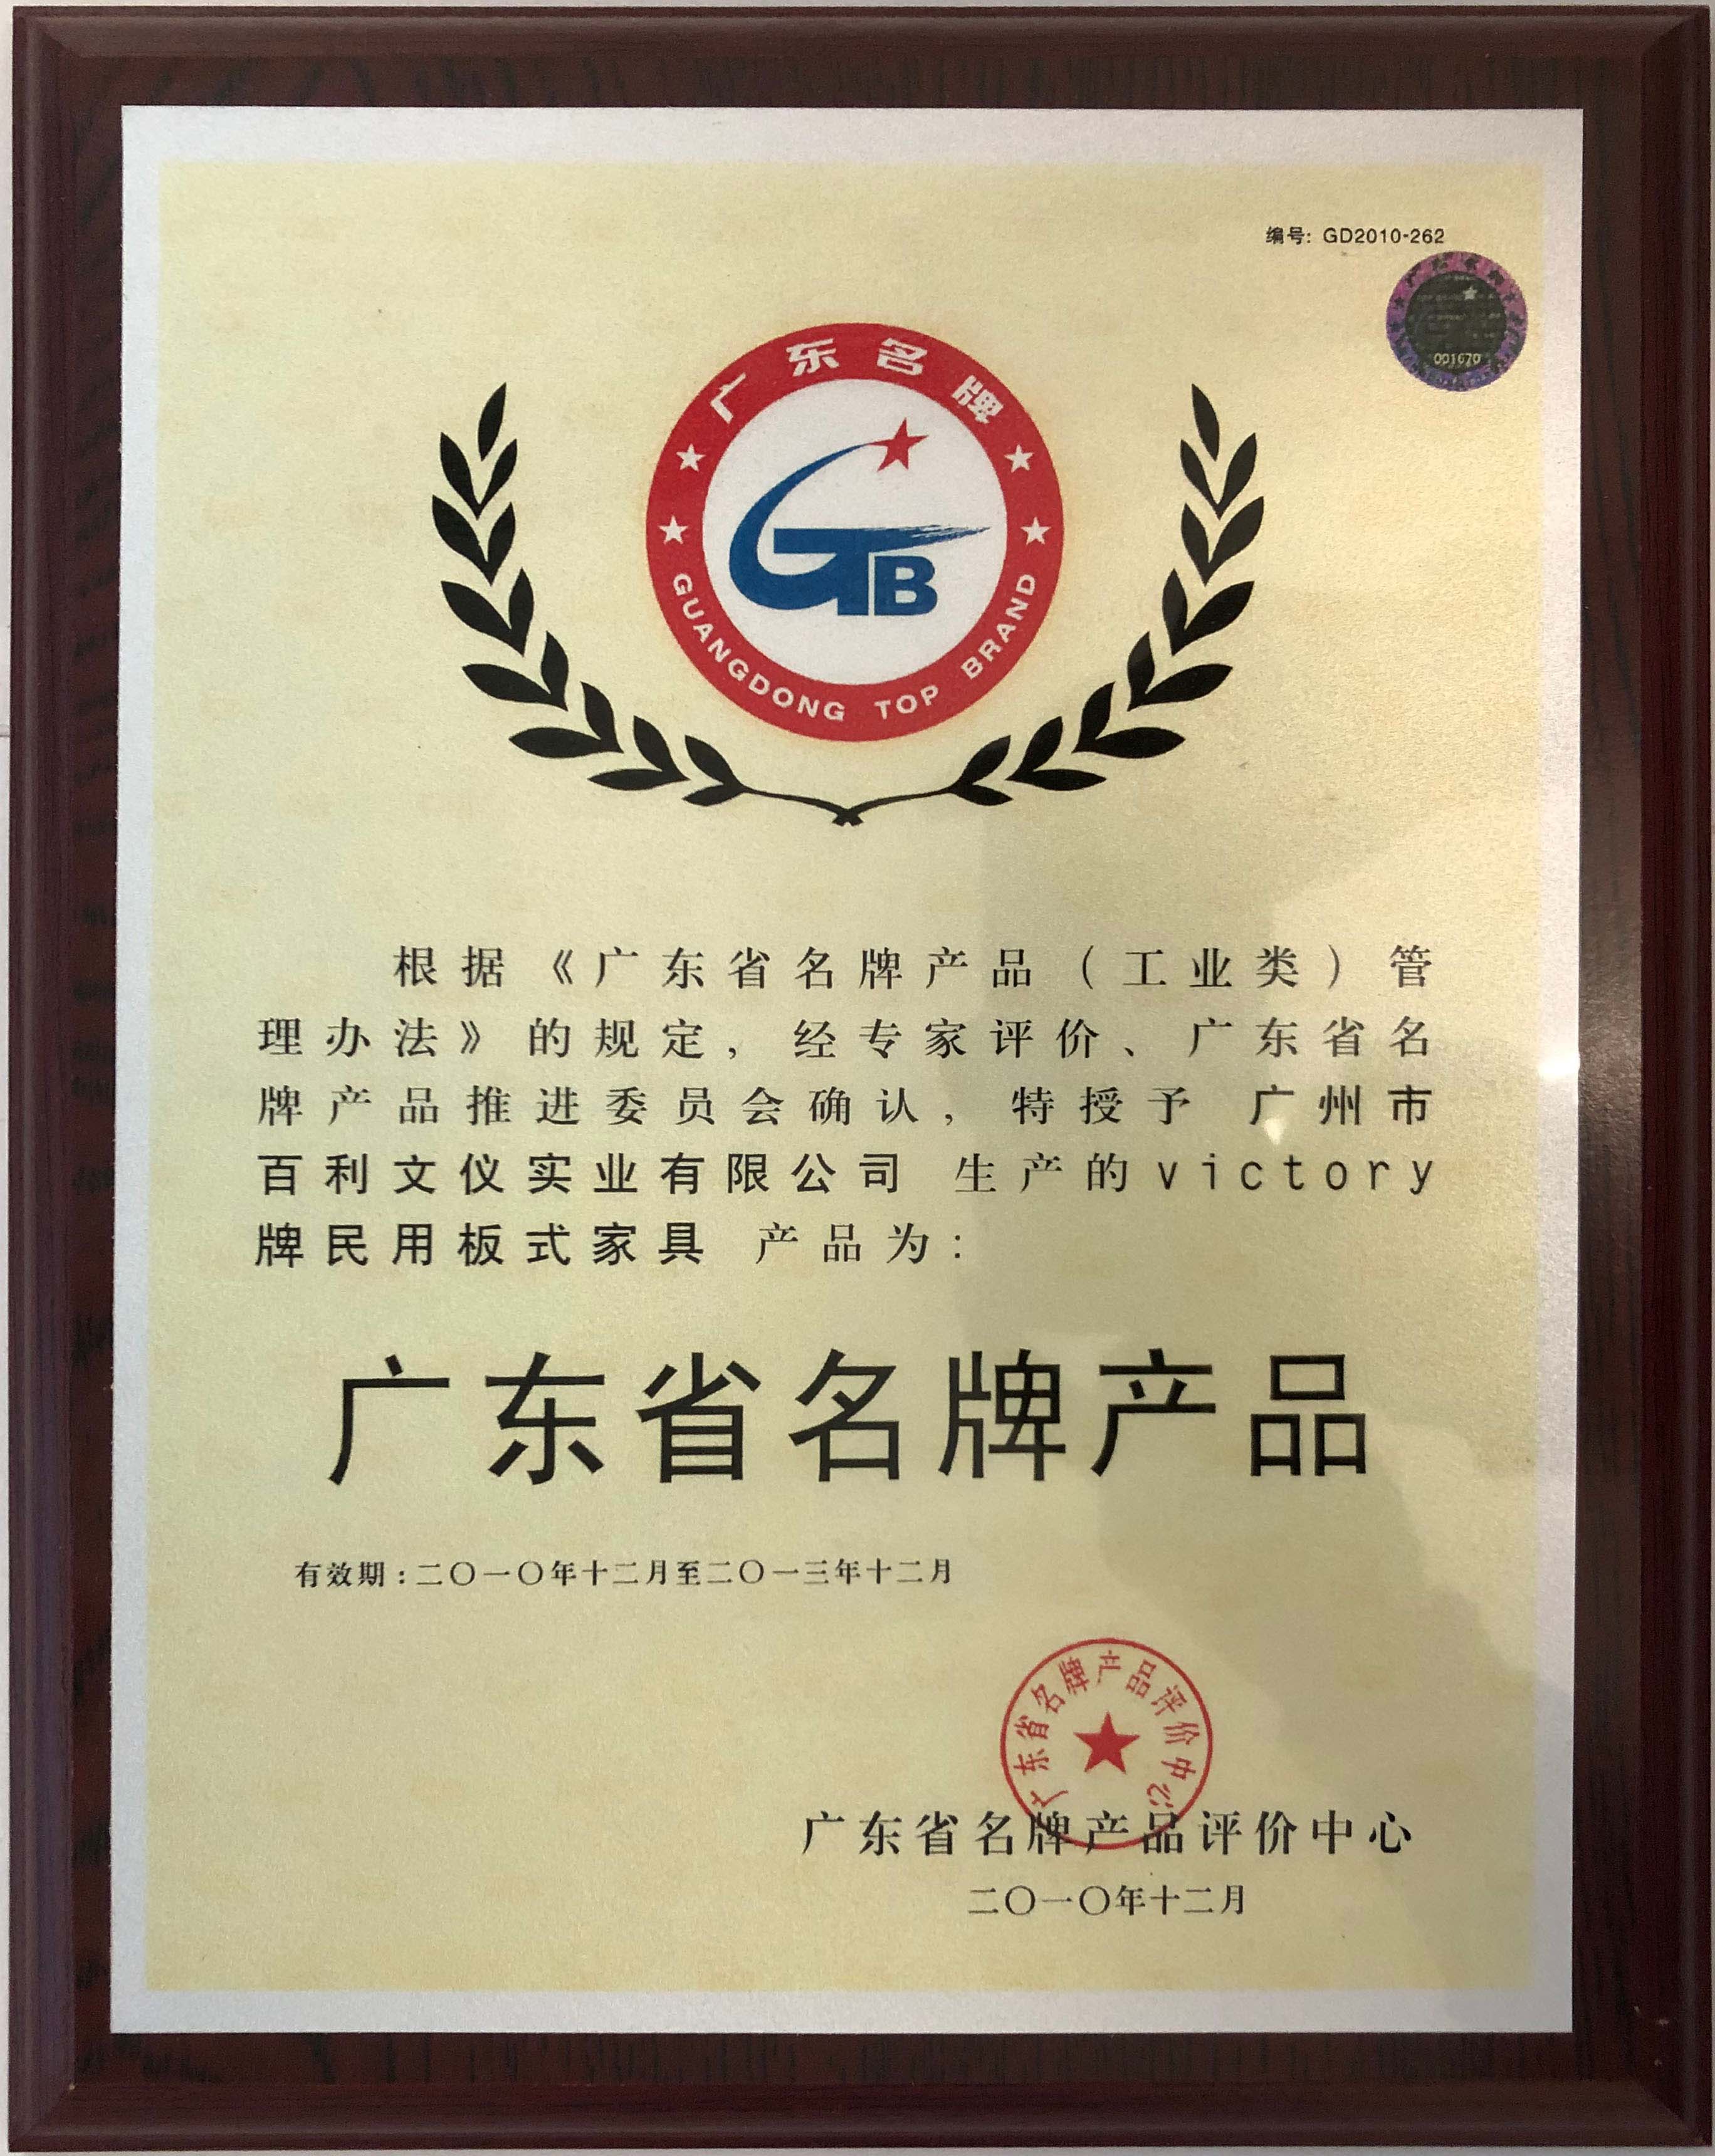 编号: GD2010-262
001670
广东名牌
GTB
GUANGDONG TOP BRAND
根据《广东省名牌产品（工业类）管
理办法》的规定，经专家评价、广东省名
牌产品推进委员会确认，特授予 广州市
百利文仪实业有限公司 生产的victory
牌民用板式家具 产品为：
广东省名牌产品
有效期：二〇一〇年十二月至二〇一三年十二月
广东省名牌产品评价中心
广东省名牌产品评价中心
二〇一〇年十二月